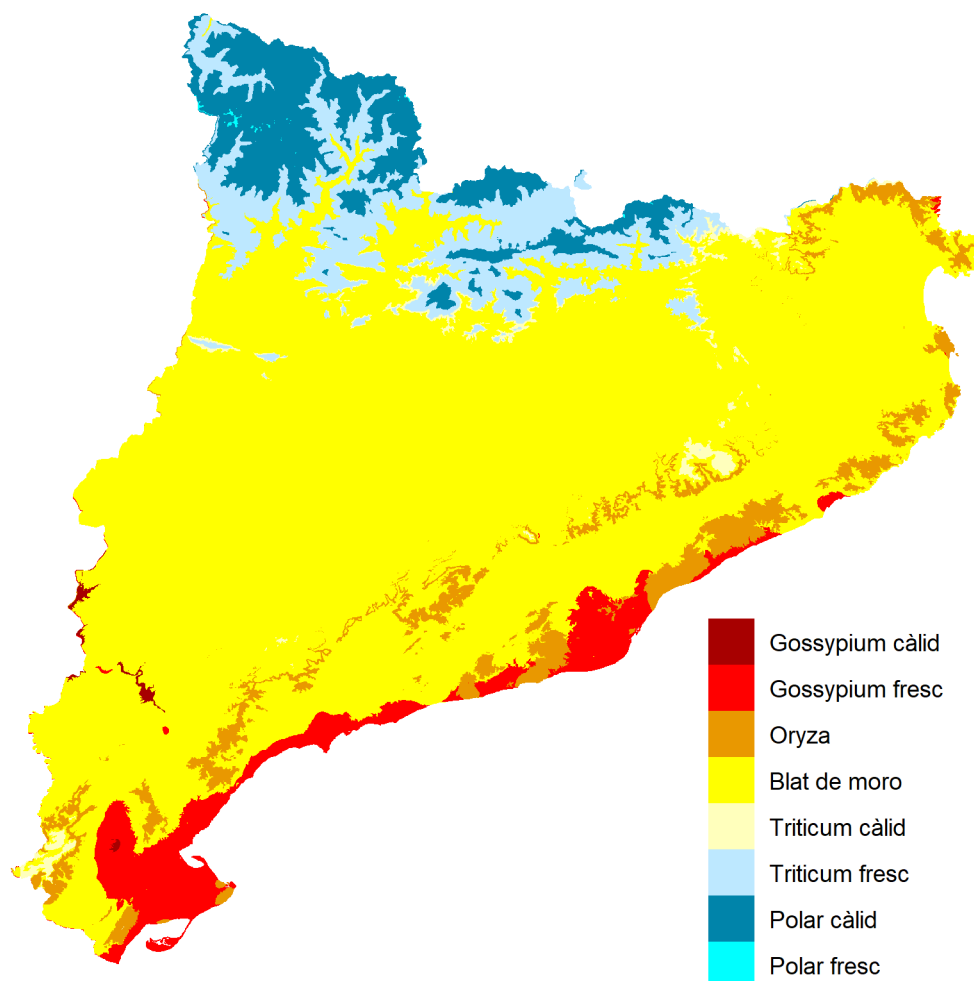 Gossypium càlid
Gossypium fresc
Oryza
Blat de moro
Triticum càlid
Triticum fresc
Polar càlid
Polar fresc